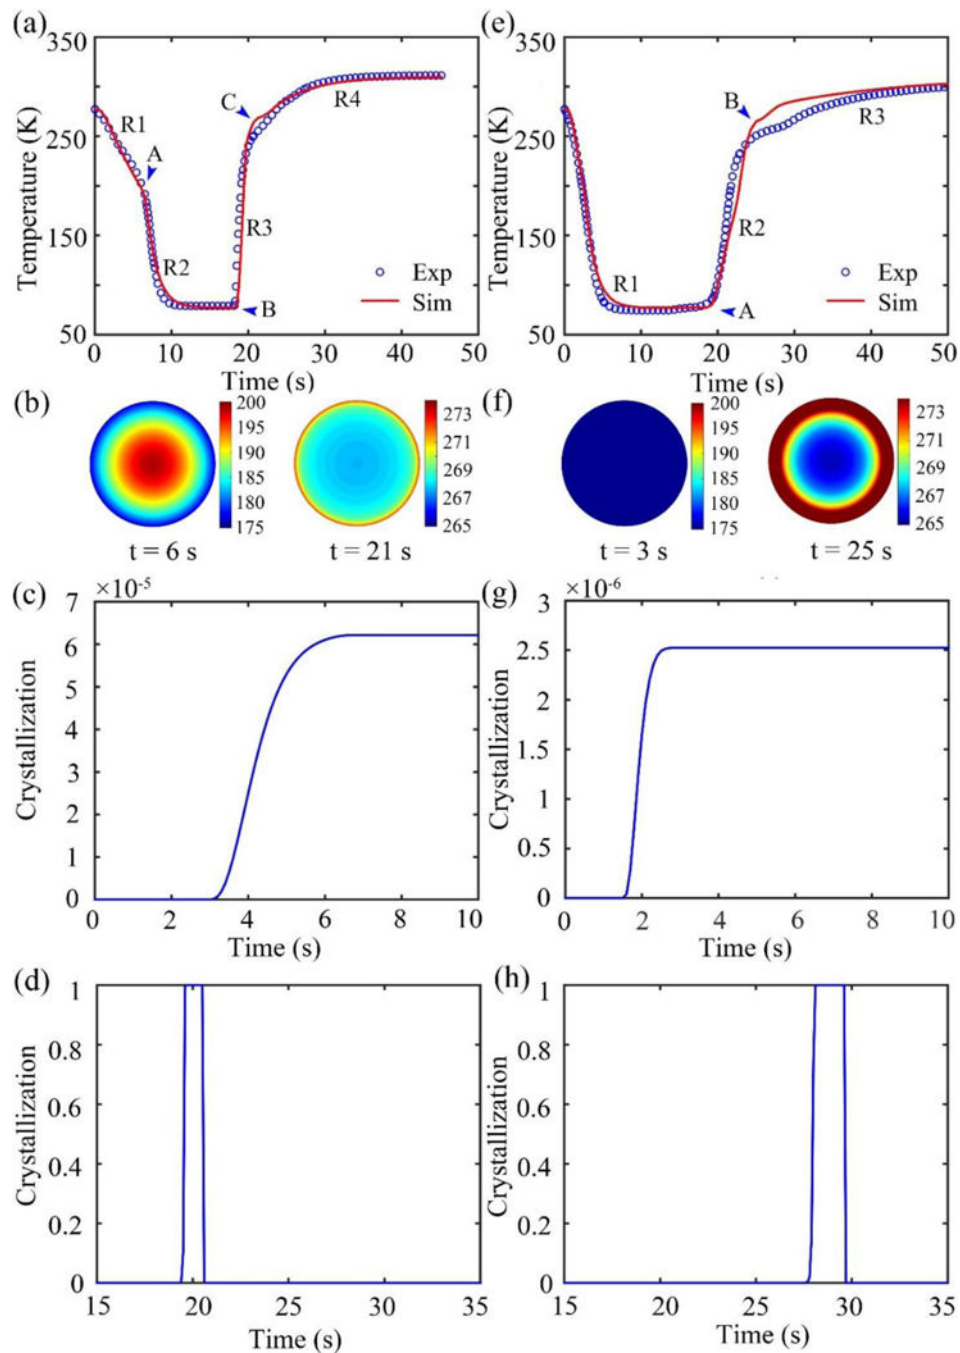 (a)
350
250
150
50
Temperature (K)
R1
A
R2
B
R3
C
R4
Exp
Sim
0 10 20 30 40 50
Time (s)
(e)
350
250
150
50
Temperature (K)
R1
A
R2
B
R3
Exp
Sim
0 10 20 30 40 50
Time (s)
(b)
200
195
190
185
180
175
t = 6 s
273
271
269
267
265
t = 21 s
(f)
200
195
190
185
180
175
t = 3 s
273
271
269
267
265
t = 25 s
(c)
×10⁻⁵
7
6
5
4
3
2
1
0
Crystallization
0 2 4 6 8 10
Time (s)
(g)
×10⁻⁶
3
2.5
2
1.5
1
0.5
0
Crystallization
0 2 4 6 8 10
Time (s)
(d)
1
0.8
0.6
0.4
0.2
0
Crystallization
15 20 25 30 35
Time (s)
(h)
1
0.8
0.6
0.4
0.2
0
Crystallization
15 20 25 30 35
Time (s)